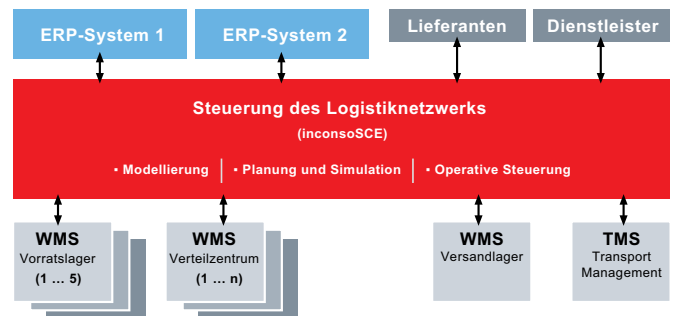 ERP-System 1
ERP-System 2
Lieferanten
Dienstleister
Steuerung des Logistiknetzwerks
(inconsoSCE)
▪ Modellierung
▪ Planung und Simulation
▪ Operative Steuerung
WMS
Vorratslager
(1 ... 5)
WMS
Verteilzentrum
(1 ... n)
WMS
Versandlager
TMS
Transport
Management